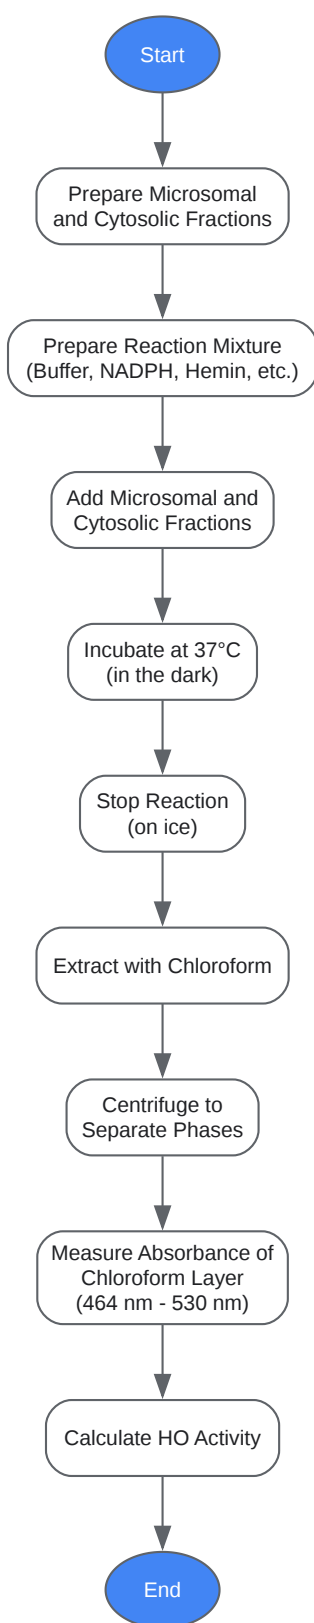 Start
Prepare Microsomal
and Cytosolic Fractions
Prepare Reaction Mixture
(Buffer, NADPH, Hemin, etc.)
Add Microsomal and
Cytosolic Fractions
Incubate at 37°C
(in the dark)
Stop Reaction
(on ice)
Extract with Chloroform
Centrifuge to
Separate Phases
Measure Absorbance of
Chloroform Layer
(464 nm - 530 nm)
Calculate HO Activity
End